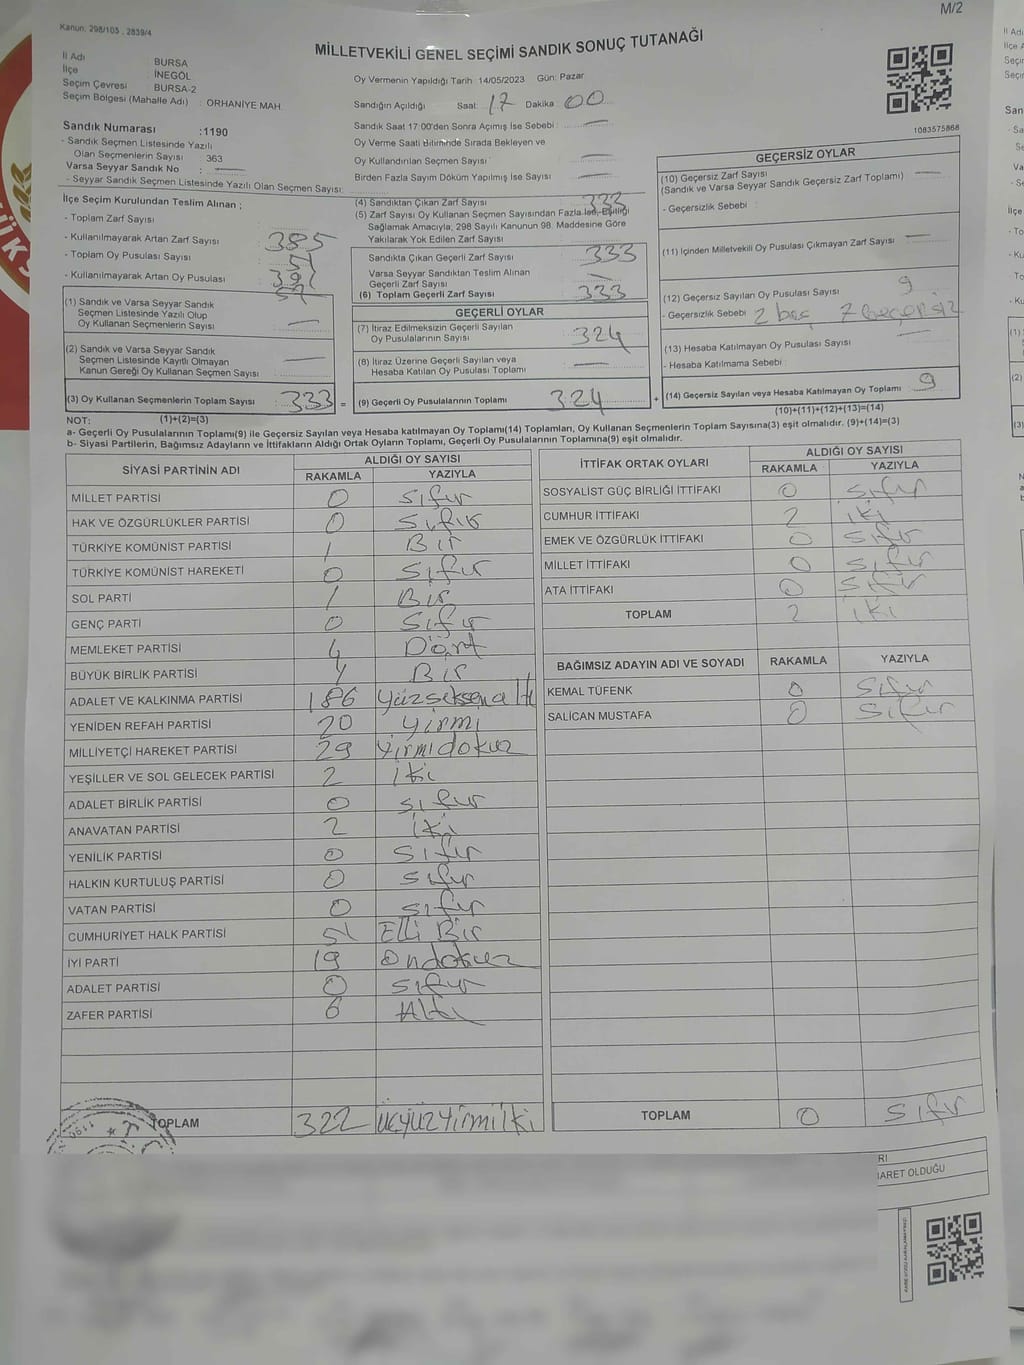 M/2
Kanun: 298/103 , 2839/4
MİLLETVEKİLİ GENEL SEÇİMİ SANDIK SONUÇ TUTANAĞI
İl Adı BURSA
İlçe : İNEGÖL
Seçim Çevresi BURSA-2
Seçim Bölgesi (Mahalle Adı) : ORHANİYE MAH
Sandık Numarası :1190
- Sandık Seçmen Listesinde Yazılı
Olan Seçmenlerin Sayısı : 363
Varsa Seyyar Sandık No
- Seyyar Sandık Seçmen Listesinde Yazılı Olan Seçmen Sayısı:
Oy Vermenin Yapıldığı Tarih 14/05/2023 Gün: Pazar
Sandığın Açıldığı Saat: 17 Dakika 00
Sandık Saat 17:00'den Sonra Açımış İse Sebebi : —
Oy Verme Saati Bitiminde Sırada Bekleyen ve
Oy Kullandırılan Seçmen Sayısı : —
Birden Fazla Sayım Döküm Yapılmış İse Sayısı : —
1083575868
İlçe Seçim Kurulundan Teslim Alınan ;
- Toplam Zarf Sayısı 385
- Kullanılmayarak Artan Zarf Sayısı
- Toplam Oy Pusulası Sayısı
- Kullanılmayarak Artan Oy Pusulası
(1) Sandık ve Varsa Seyyar Sandık
Seçmen Listesinde Yazılı Olup
Oy Kullanan Seçmenlerin Sayısı : —
(2) Sandık ve Varsa Seyyar Sandık
Seçmen Listesinde Kayıtlı Olmayan
Kanun Gereği Oy Kullanan Seçmen Sayısı : —
(3) Oy Kullanan Seçmenlerin Toplam Sayısı : 333 =
(1)+(2)=(3)
(4) Sandıktan Çıkan Zarf Sayısı 333
(5) Zarf Sayısı Oy Kullanan Seçmen Sayısından Fazla İse, Eşitliği
Sağlamak Amacıyla, 298 Sayılı Kanunun 98. Maddesine Göre
Yakılarak Yok Edilen Zarf Sayısı
Sandıkta Çıkan Geçerli Zarf Sayısı : 333
Varsa Seyyar Sandıktan Teslim Alınan
Geçerli Zarf Sayısı —
(6) Toplam Geçerli Zarf Sayısı : 333
GEÇERLİ OYLAR
(7) İtiraz Edilmeksizin Geçerli Sayılan
Oy Pusulalarının Sayısı : 324
(8) İtiraz Üzerine Geçerli Sayılan veya
Hesaba Katılan Oy Pusulası Toplamı : —
(9) Geçerli Oy Pusulalarının Toplamı : 324 +
GEÇERSİZ OYLAR
(10) Geçersiz Zarf Sayısı —
(Sandık ve Varsa Seyyar Sandık Geçersiz Zarf Toplamı)
- Geçersizlik Sebebi :
(11) İçinden Milletvekili Oy Pusulası Çıkmayan Zarf Sayısı : —
(12) Geçersiz Sayılan Oy Pusulası Sayısı : 9
- Geçersizlik Sebebi : 2 boş 7 Geçersiz
(13) Hesaba Katılmayan Oy Pusulası Sayısı : —
- Hesaba Katılmama Sebebi :
(14) Geçersiz Sayılan veya Hesaba Katılmayan Oy Toplamı : 9
(10)+(11)+(12)+(13)=(14)
NOT:
a- Geçerli Oy Pusulalarının Toplamı(9) ile Geçersiz Sayılan veya Hesaba katılmayan Oy Toplamı(14) Toplamları, Oy Kullanan Seçmenlerin Toplam Sayısına(3) eşit olmalıdır. (9)+(14)=(3)
b- Siyasi Partilerin, Bağımsız Adayların ve İttifakların Aldığı Ortak Oyların Toplamı, Geçerli Oy Pusulalarının Toplamına(9) eşit olmalıdır.
SİYASİ PARTİNİN ADI
ALDIĞI OY SAYISI
RAKAMLA YAZIYLA
MİLLET PARTİSİ 0 Sıfır
HAK VE ÖZGÜRLÜKLER PARTİSİ 0 Sıfır
TÜRKİYE KOMÜNİST PARTİSİ 1 Bir
TÜRKİYE KOMÜNİST HAREKETİ 0 Sıfır
SOL PARTİ 1 Bir
GENÇ PARTİ 0 Sıfır
MEMLEKET PARTİSİ 4 Dört
BÜYÜK BİRLİK PARTİSİ 1 Bir
ADALET VE KALKINMA PARTİSİ 186 Yüzseksenaltı
YENİDEN REFAH PARTİSİ 20 Yirmi
MİLLİYETÇİ HAREKET PARTİSİ 29 Yirmidokuz
YEŞİLLER VE SOL GELECEK PARTİSİ 2 İki
ADALET BİRLİK PARTİSİ 0 Sıfır
ANAVATAN PARTİSİ 2 İki
YENİLİK PARTİSİ 0 Sıfır
HALKIN KURTULUŞ PARTİSİ 0 Sıfır
VATAN PARTİSİ 0 Sıfır
CUMHURİYET HALK PARTİSİ 51 Elli Bir
İYİ PARTİ 19 Ondokuz
ADALET PARTİSİ 0 Sıfır
ZAFER PARTİSİ 6 Altı
TOPLAM 322 üçyüzYirmiİki
İTTİFAK ORTAK OYLARI
ALDIĞI OY SAYISI
RAKAMLA YAZIYLA
SOSYALİST GÜÇ BİRLİĞİ İTTİFAKI 0 Sıfır
CUMHUR İTTİFAKI 2 iki
EMEK VE ÖZGÜRLÜK İTTİFAKI 0 Sıfır
MİLLET İTTİFAKI 0 Sıfır
ATA İTTİFAKI 0 Sıfır
TOPLAM 2 iki
BAĞIMSIZ ADAYIN ADI VE SOYADI RAKAMLA YAZIYLA
KEMAL TÜFENK 0 Sıfır
SALİCAN MUSTAFA 0 Sıfır
TOPLAM 0 Sıfır
İARET OLDUĞU